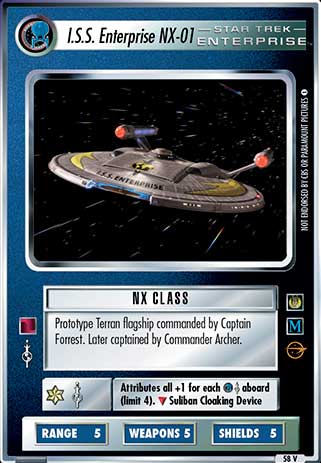 I.S.S. Enterprise NX-01
STAR TREK
ENTERPRISE
I.S.S. ENTERPRISE
NOT ENDORSED BY CBS OR PARAMOUNT PICTURES
NX CLASS
Prototype Terran flagship commanded by Captain
Forrest. Later captained by Commander Archer.
M
Attributes all +1 for each aboard
(limit 4). ▼ Suliban Cloaking Device
RANGE 5 WEAPONS 5 SHIELDS 5
58 V